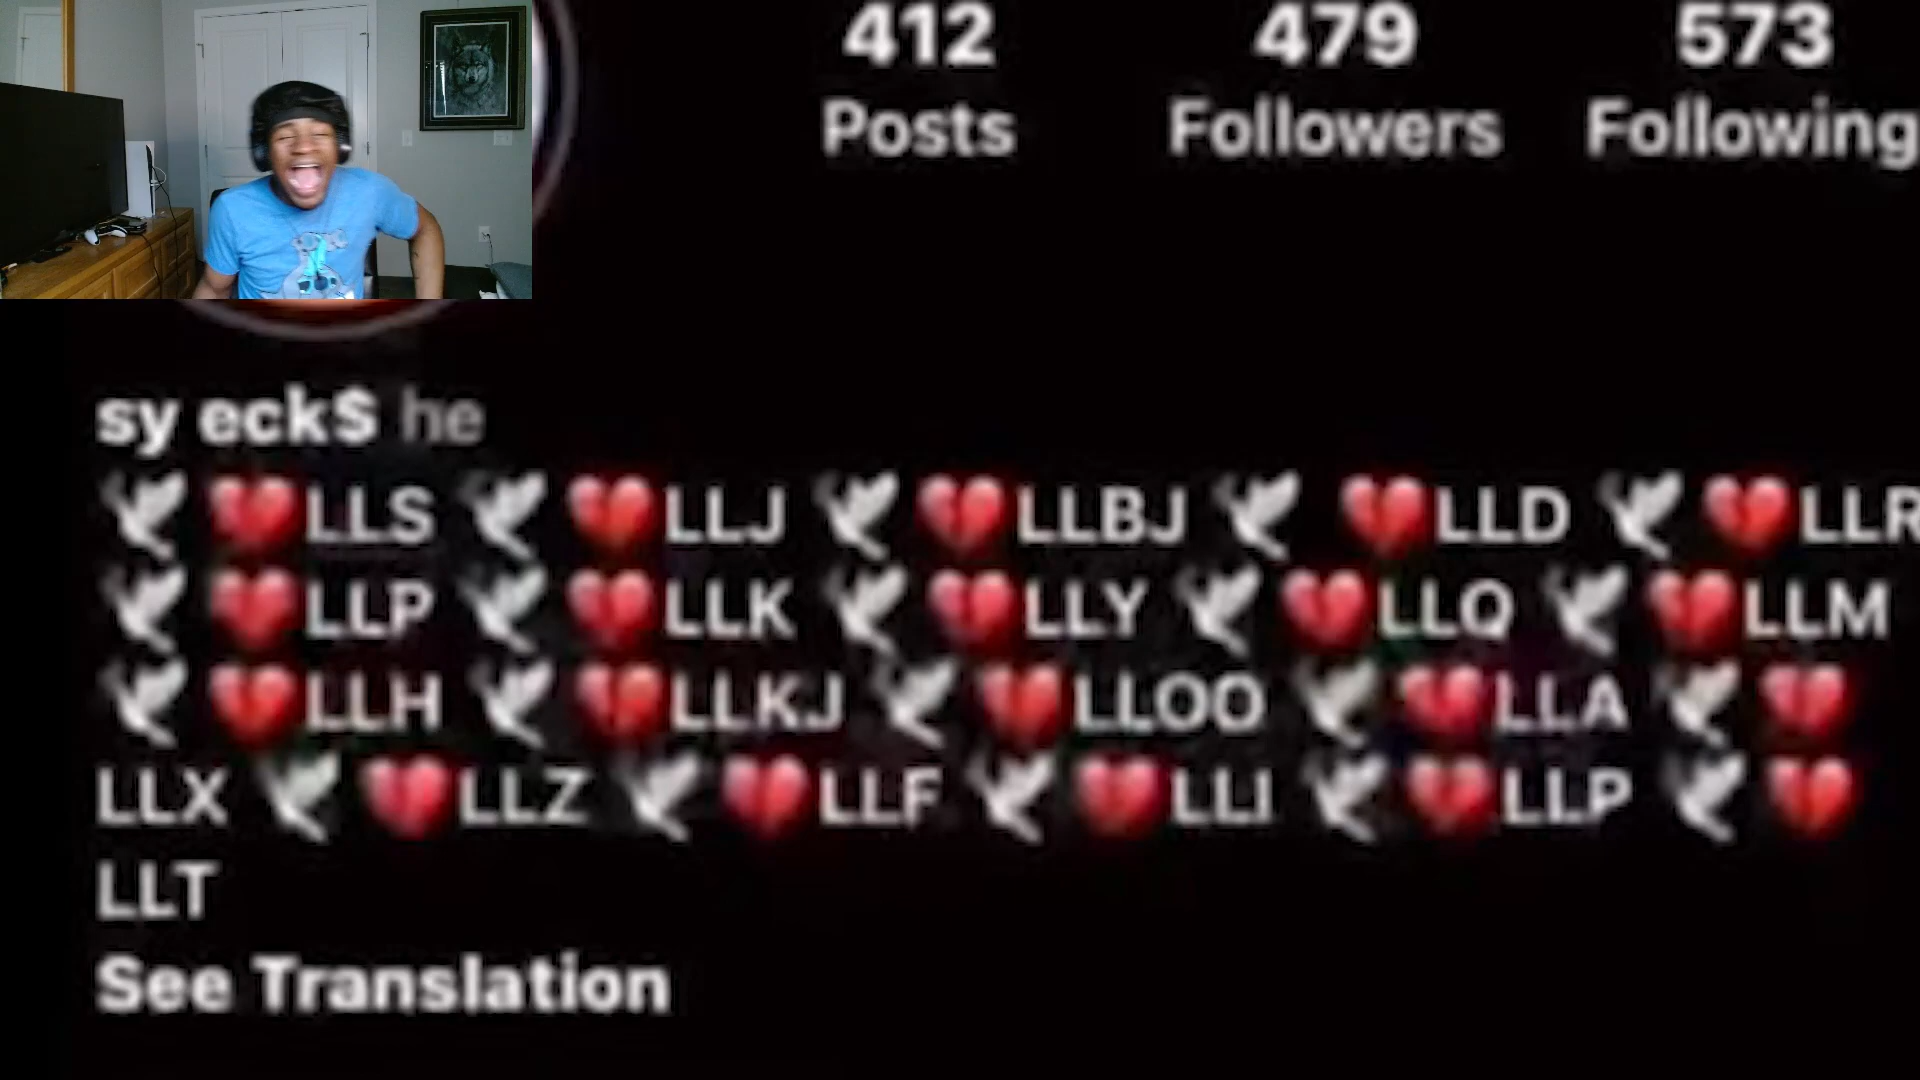 412 479 573
Posts Followers Following
sy eck$ he
🕊️ 💔LLS 🕊️ 💔LLJ 🕊️ 💔LLBJ 🕊️ 💔LLD 🕊️ 💔LLR
🕊️ 💔LLP 🕊️ 💔LLK 🕊️ 💔LLY 🕊️ 💔LLQ 🕊️ 💔LLM
🕊️ 💔LLH 🕊️ 💔LLKJ 🕊️ 💔LLOO 🕊️ 💔LLA 🕊️ 💔
LLX 🕊️ 💔LLZ 🕊️ 💔LLF 🕊️ 💔LLI 🕊️ 💔LLP 🕊️ 💔
LLT
See Translation